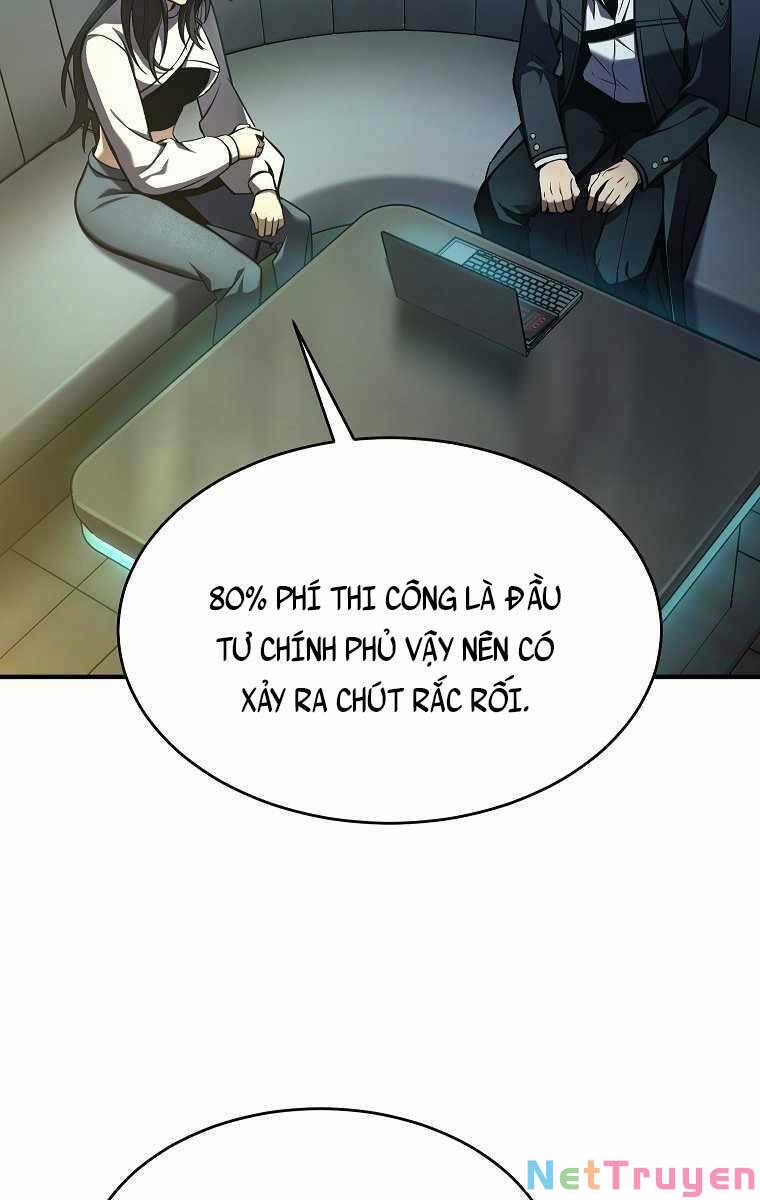 80% PHÍ THI CÔNG LÀ ĐẦU
TƯ CHÍNH PHỦ VẬY NÊN CÓ
XẢY RA CHÚT RẮC RỐI.
NetTruyen